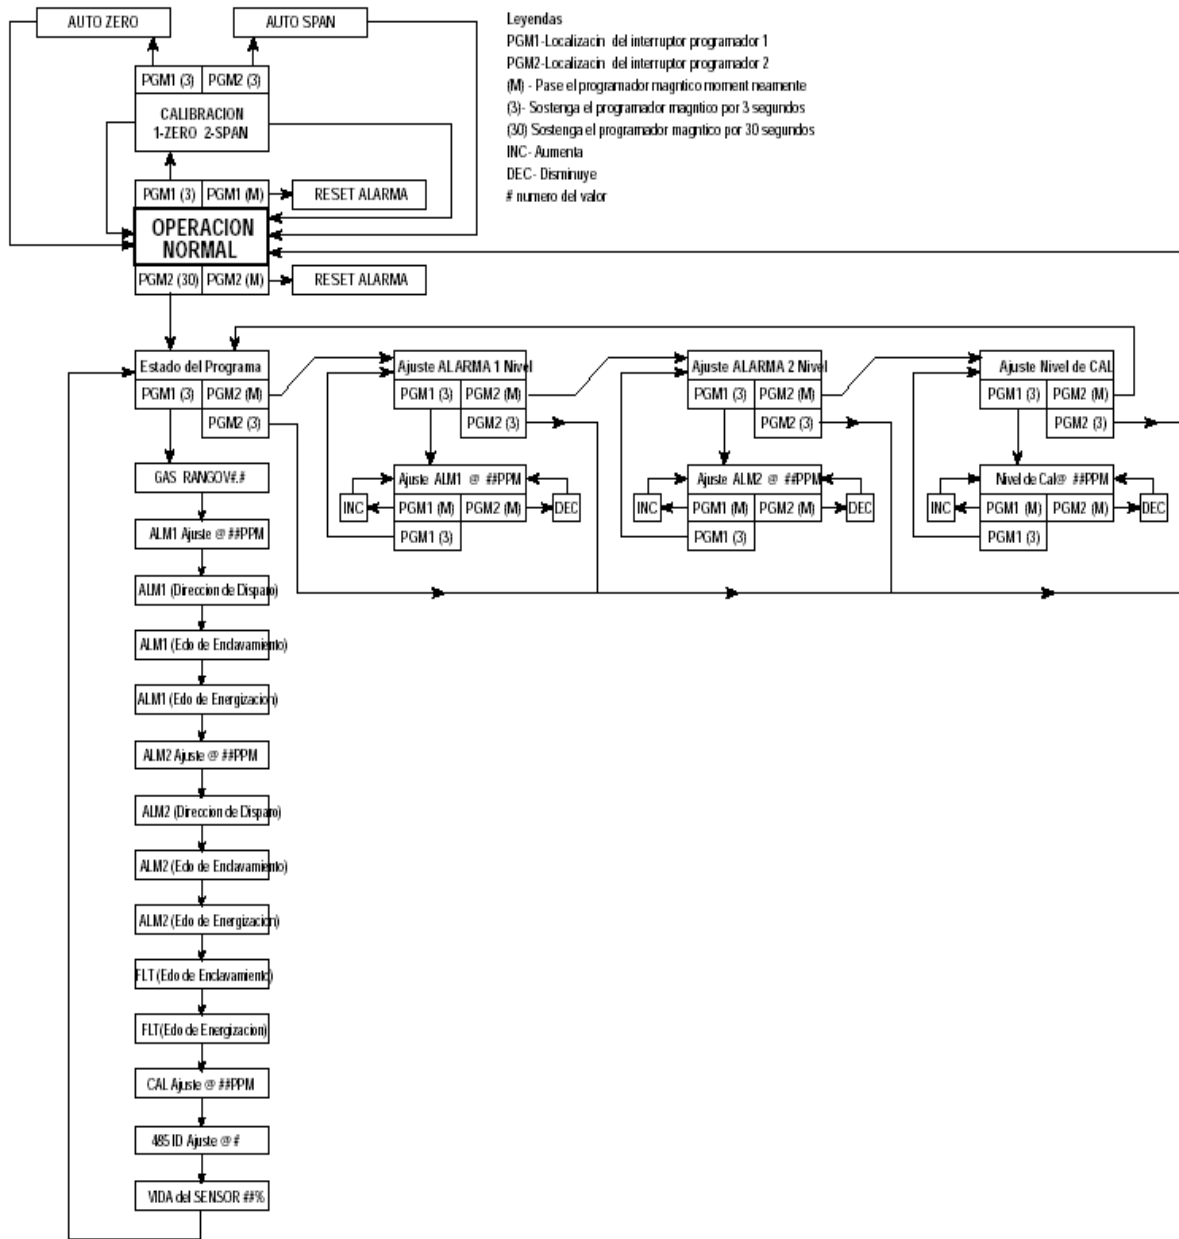 AUTO ZERO
AUTO SPAN
Leyendas
PGM1-Localizacin del interruptor programador 1
PGM2-Localizacin del interruptor programador 2
(M) - Pase el programador magntico moment neamente
(3)- Sostenga el programador magntico por 3 segundos
(30) Sostenga el programador magntico por 30 segundos
INC- Aumenta
DEC- Disminuye
# numero del valor
PGM1 (3) PGM2 (3)
CALIBRACION
1-ZERO 2-SPAN
PGM1 (3) PGM1 (M)
RESET ALARMA
OPERACION
NORMAL
PGM2 (30) PGM2 (M)
RESET ALARMA
Estado del Programa
PGM1 (3) PGM2 (M)
PGM2 (3)
Ajuste ALARMA 1 Nivel
PGM1 (3) PGM2 (M)
PGM2 (3)
Ajuste ALARMA 2 Nivel
PGM1 (3) PGM2 (M)
PGM2 (3)
Ajuste Nivel de CAL
PGM1 (3) PGM2 (M)
PGM2 (3)
Ajuste ALM1 @ ##PPM
INC PGM1 (M) PGM2 (M) DEC
PGM1 (3)
Ajuste ALM2 @ ##PPM
INC PGM1 (M) PGM2 (M) DEC
PGM1 (3)
Nivel de Cal@ ##PPM
INC PGM1 (M) PGM2 (M) DEC
PGM1 (3)
GAS RANGOV#.#
ALM1 Ajuste @ ##PPM
ALM1 (Direccion de Disparo)
ALM1 (Edo de Enclavamiento)
ALM1 (Edo de Energizacion)
ALM2 Ajuste @ ##PPM
ALM2 (Direccion de Disparo)
ALM2 (Edo de Enclavamiento)
ALM2 (Edo de Energizacion)
FLT (Edo de Enclavamiento)
FLT(Edo de Energizacion)
CAL Ajuste @ ##PPM
485 ID Ajuste @ #
VIDA del SENSOR ##%